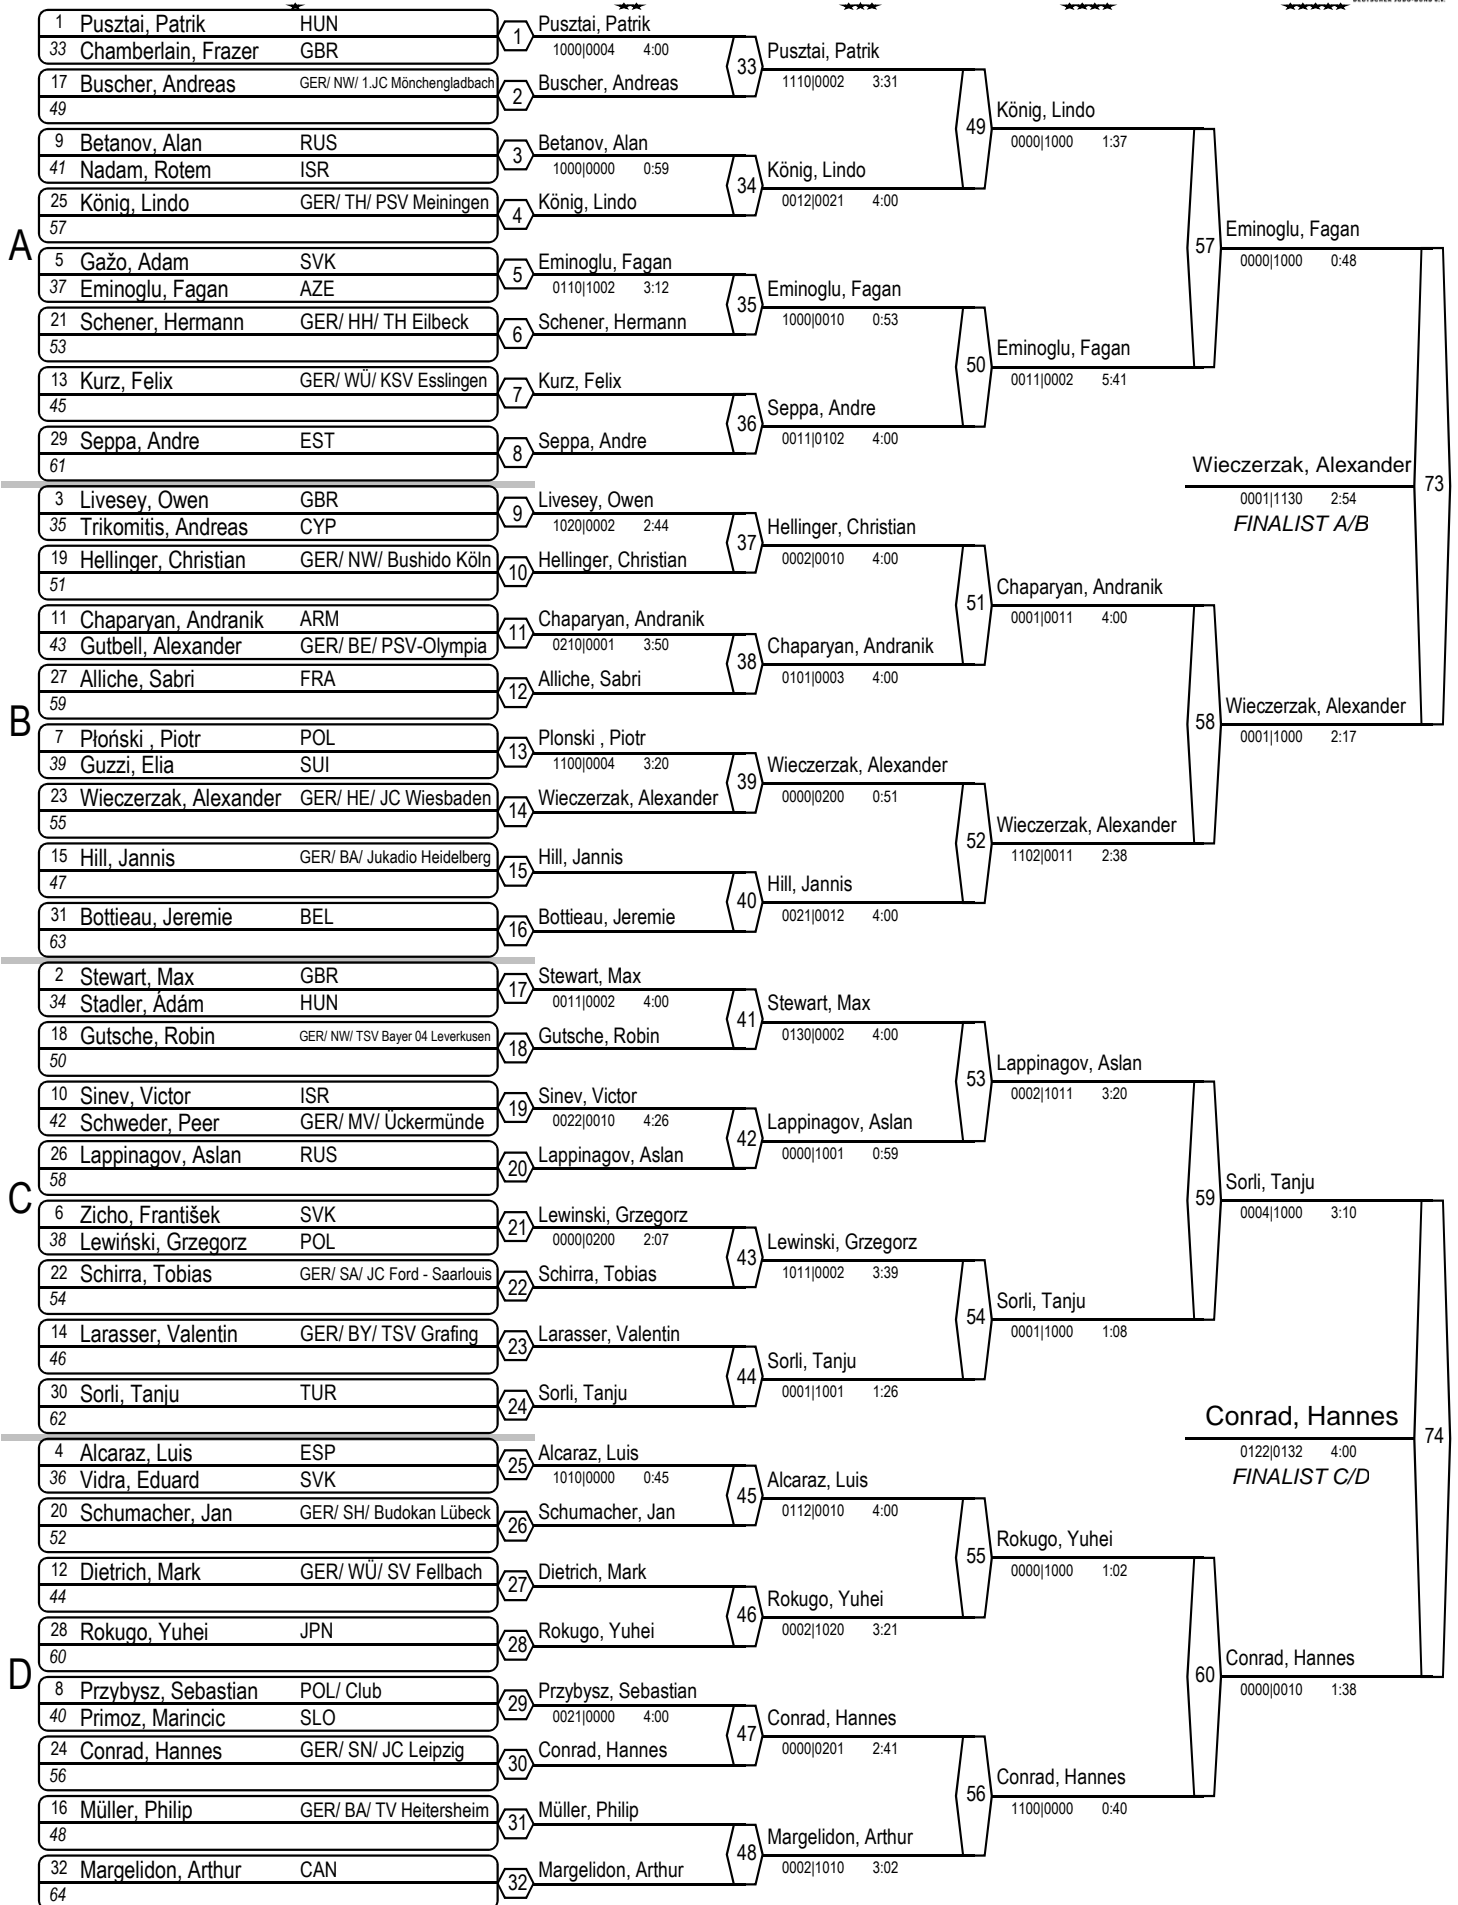 1 Pusztai, Patrik HUN
33 Chamberlain, Frazer GBR
1
Pusztai, Patrik
1000|0004 4:00
17 Buscher, Andreas GER/ NW/ 1.JC Mönchengladbach
49
2
Buscher, Andreas
33
Pusztai, Patrik
1110|0002 3:31
9 Betanov, Alan RUS
41 Nadam, Rotem ISR
3
Betanov, Alan
1000|0000 0:59
25 König, Lindo GER/ TH/ PSV Meiningen
57
4
König, Lindo
34
König, Lindo
0012|0021 4:00
49
König, Lindo
0000|1000 1:37
A
5 Gažo, Adam SVK
37 Eminoglu, Fagan AZE
5
Eminoglu, Fagan
0110|1002 3:12
21 Schener, Hermann GER/ HH/ TH Eilbeck
53
6
Schener, Hermann
35
Eminoglu, Fagan
1000|0010 0:53
13 Kurz, Felix GER/ WÜ/ KSV Esslingen
45
7
Kurz, Felix
29 Seppa, Andre EST
61
8
Seppa, Andre
36
Seppa, Andre
0011|0102 4:00
50
Eminoglu, Fagan
0011|0002 5:41
57
Eminoglu, Fagan
0000|1000 0:48
3 Livesey, Owen GBR
35 Trikomitis, Andreas CYP
9
Livesey, Owen
1020|0002 2:44
19 Hellinger, Christian GER/ NW/ Bushido Köln
51
10
Hellinger, Christian
37
Hellinger, Christian
0002|0010 4:00
11 Chaparyan, Andranik ARM
43 Gutbell, Alexander GER/ BE/ PSV-Olympia
11
Chaparyan, Andranik
0210|0001 3:50
27 Alliche, Sabri FRA
59
12
Alliche, Sabri
38
Chaparyan, Andranik
0101|0003 4:00
51
Chaparyan, Andranik
0001|0011 4:00
B
7 Płoński , Piotr POL
39 Guzzi, Elia SUI
13
Plonski , Piotr
1100|0004 3:20
23 Wieczerzak, Alexander GER/ HE/ JC Wiesbaden
55
14
Wieczerzak, Alexander
39
Wieczerzak, Alexander
0000|0200 0:51
15 Hill, Jannis GER/ BA/ Jukadio Heidelberg
47
15
Hill, Jannis
31 Bottieau, Jeremie BEL
63
16
Bottieau, Jeremie
40
Hill, Jannis
0021|0012 4:00
52
Wieczerzak, Alexander
1102|0011 2:38
58
Wieczerzak, Alexander
0001|1000 2:17
73
Wieczerzak, Alexander
0001|1130 2:54
FINALIST A/B
2 Stewart, Max GBR
34 Stadler, Ádám HUN
17
Stewart, Max
0011|0002 4:00
18 Gutsche, Robin GER/ NW/ TSV Bayer 04 Leverkusen
50
18
Gutsche, Robin
41
Stewart, Max
0130|0002 4:00
10 Sinev, Victor ISR
42 Schweder, Peer GER/ MV/ Ückermünde
19
Sinev, Victor
0022|0010 4:26
26 Lappinagov, Aslan RUS
58
20
Lappinagov, Aslan
42
Lappinagov, Aslan
0000|1001 0:59
53
Lappinagov, Aslan
0002|1011 3:20
C
6 Zicho, František SVK
38 Lewiński, Grzegorz POL
21
Lewinski, Grzegorz
0000|0200 2:07
22 Schirra, Tobias GER/ SA/ JC Ford - Saarlouis
54
22
Schirra, Tobias
43
Lewinski, Grzegorz
1011|0002 3:39
14 Larasser, Valentin GER/ BY/ TSV Grafing
46
23
Larasser, Valentin
30 Sorli, Tanju TUR
62
24
Sorli, Tanju
44
Sorli, Tanju
0001|1001 1:26
54
Sorli, Tanju
0001|1000 1:08
59
Sorli, Tanju
0004|1000 3:10
4 Alcaraz, Luis ESP
36 Vidra, Eduard SVK
25
Alcaraz, Luis
1010|0000 0:45
20 Schumacher, Jan GER/ SH/ Budokan Lübeck
52
26
Schumacher, Jan
45
Alcaraz, Luis
0112|0010 4:00
12 Dietrich, Mark GER/ WÜ/ SV Fellbach
44
27
Dietrich, Mark
28 Rokugo, Yuhei JPN
60
28
Rokugo, Yuhei
46
Rokugo, Yuhei
0002|1020 3:21
55
Rokugo, Yuhei
0000|1000 1:02
D
8 Przybysz, Sebastian POL/ Club
40 Primoz, Marincic SLO
29
Przybysz, Sebastian
0021|0000 4:00
24 Conrad, Hannes GER/ SN/ JC Leipzig
56
30
Conrad, Hannes
47
Conrad, Hannes
0000|0201 2:41
16 Müller, Philip GER/ BA/ TV Heitersheim
48
31
Müller, Philip
32 Margelidon, Arthur CAN
64
32
Margelidon, Arthur
48
Margelidon, Arthur
0002|1010 3:02
56
Conrad, Hannes
1100|0000 0:40
60
Conrad, Hannes
0000|0010 1:38
74
Conrad, Hannes
0122|0132 4:00
FINALIST C/D